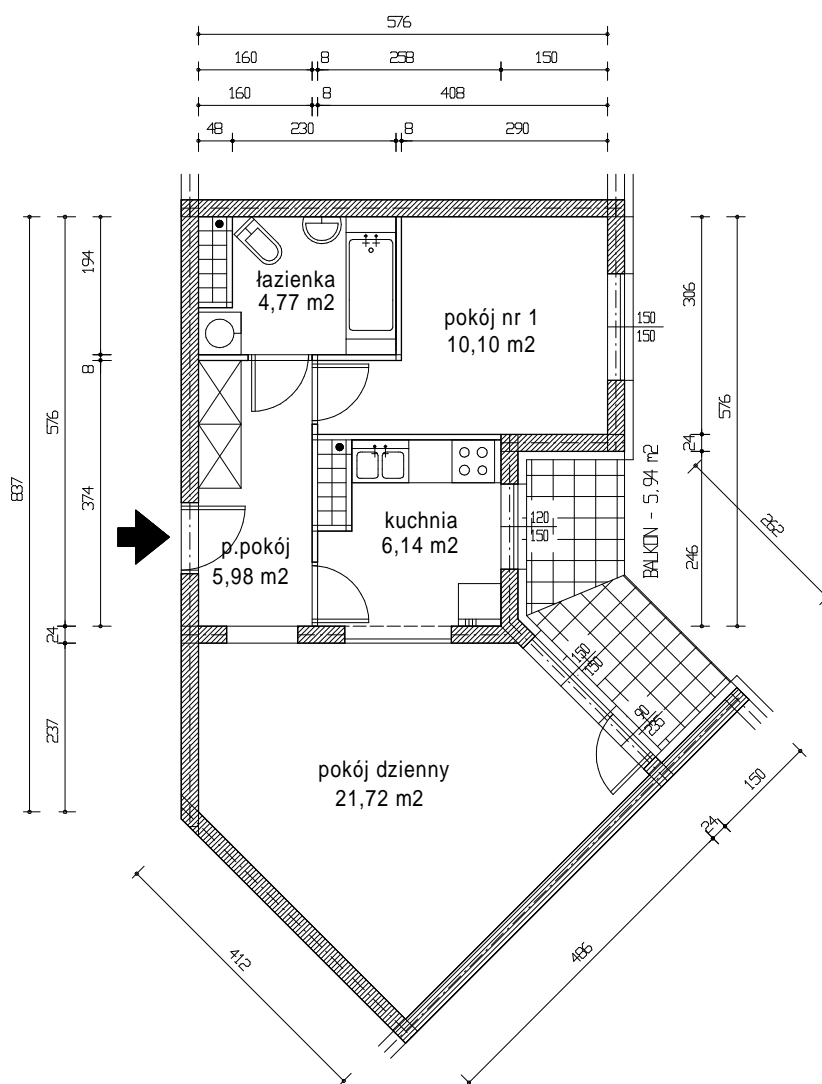 576
160 8 258 150
160 8 408
48 230 8 290
łazienka
4,77 m2
pokój nr 1
10,10 m2
150
150
kuchnia
6,14 m2
120
150
p.pokój
5,98 m2
BALKON - 5,94 m2
150
150
90
235
pokój dzienny
21,72 m2
837
576
24
237
194
8
374
306
24
246
576
262
150
24
486
412